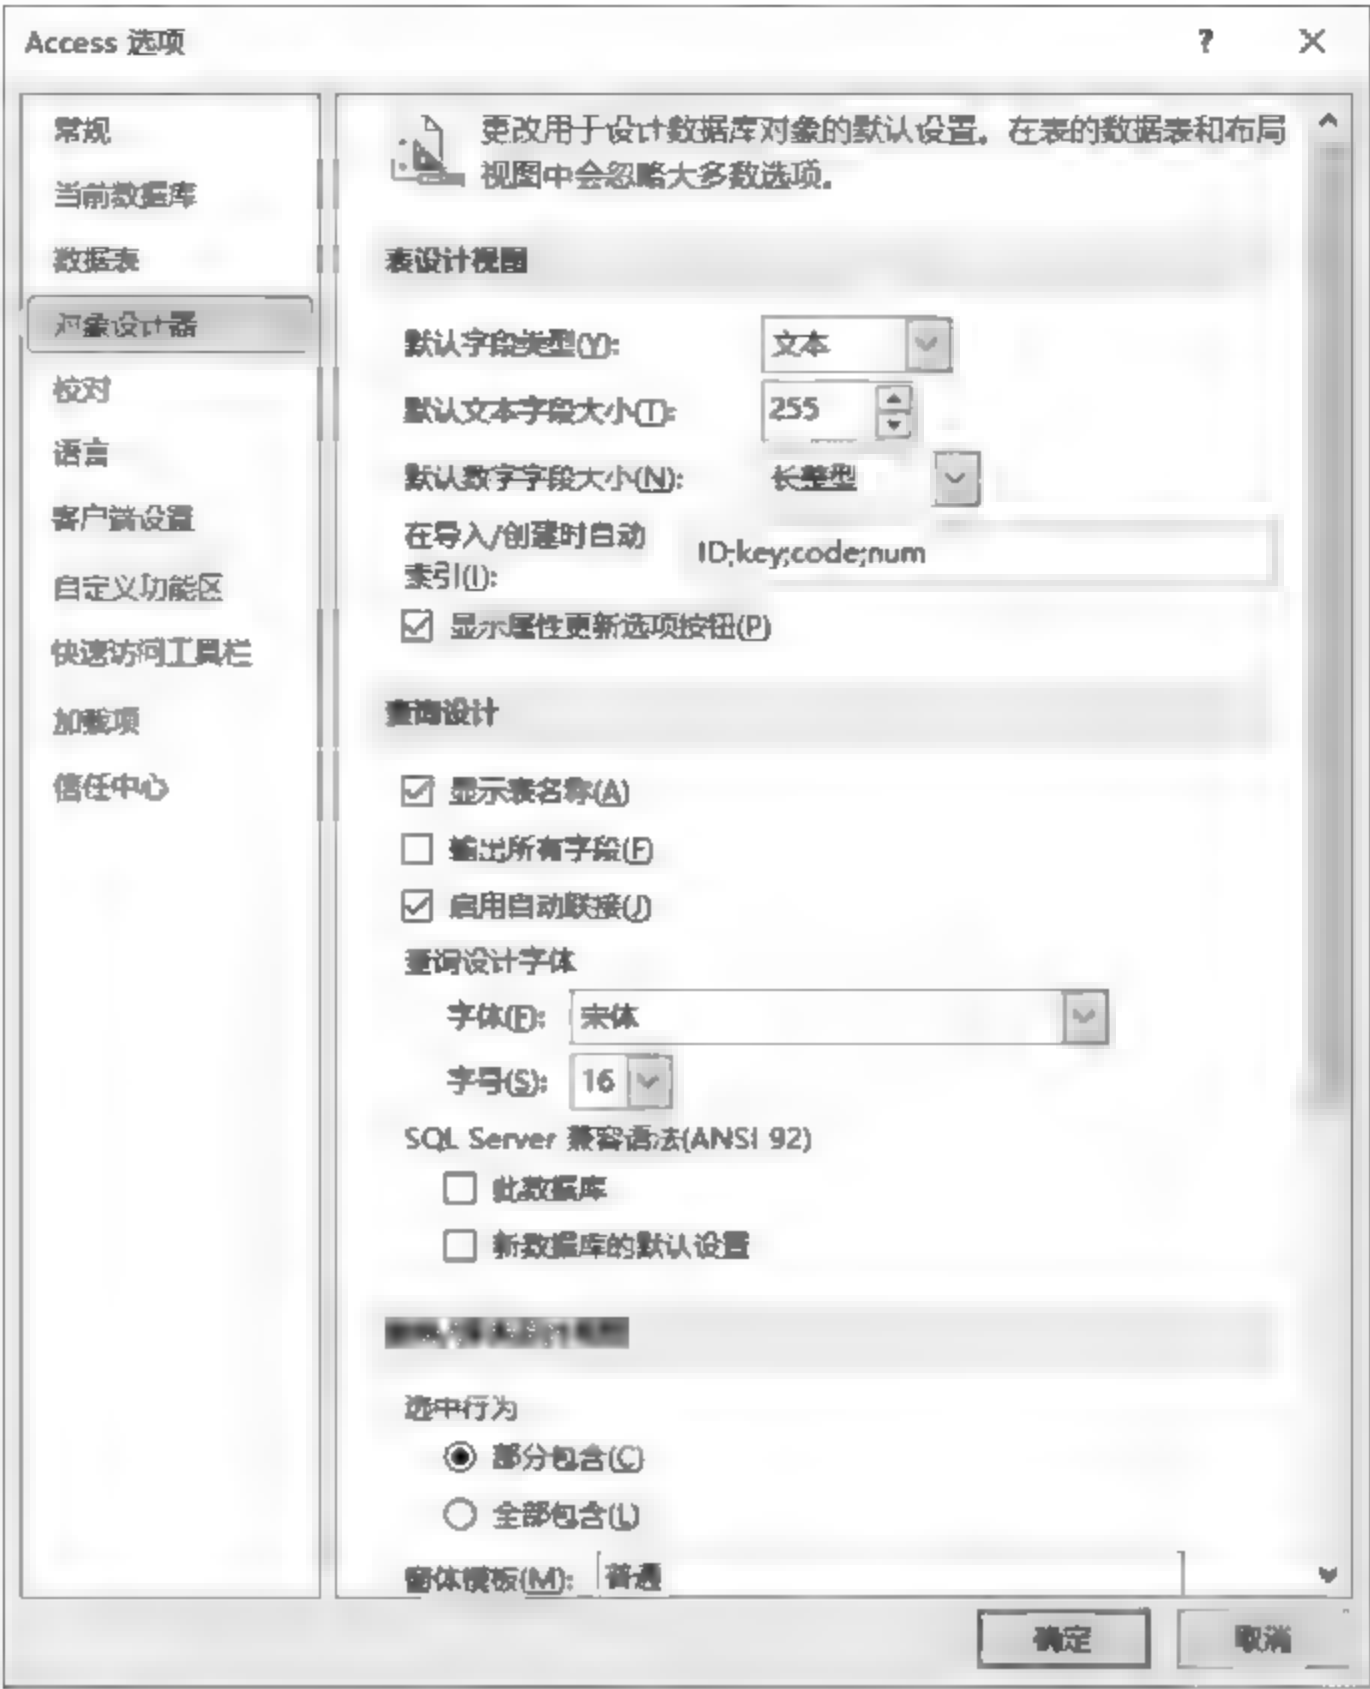 Access 选项
?
常规
当前数据库
数据表
对象设计器
校对
语言
客户端设置
自定义功能区
快速访问工具栏
加载项
信任中心
更改用于设计数据库对象的默认设置。在表的数据表和布局
视图中会忽略大多数选项。
表设计视图
默认字段类型(Y): 文本
默认文本字段大小(T): 255
默认数字字段大小(N): 长整型
在导入/创建时自动
索引(I): ID;key;code;num
显示属性更新选项按钮(P)
查询设计
显示表名称(A)
输出所有字段(F)
启用自动联接(J)
查询设计字体
字体(F): 宋体
字号(S): 16
SQL Server 兼容语法(ANSI 92)
此数据库
新数据库的默认设置
选中行为
部分包含(C)
全部包含(L)
窗体模板(M): 普通
确定
取消